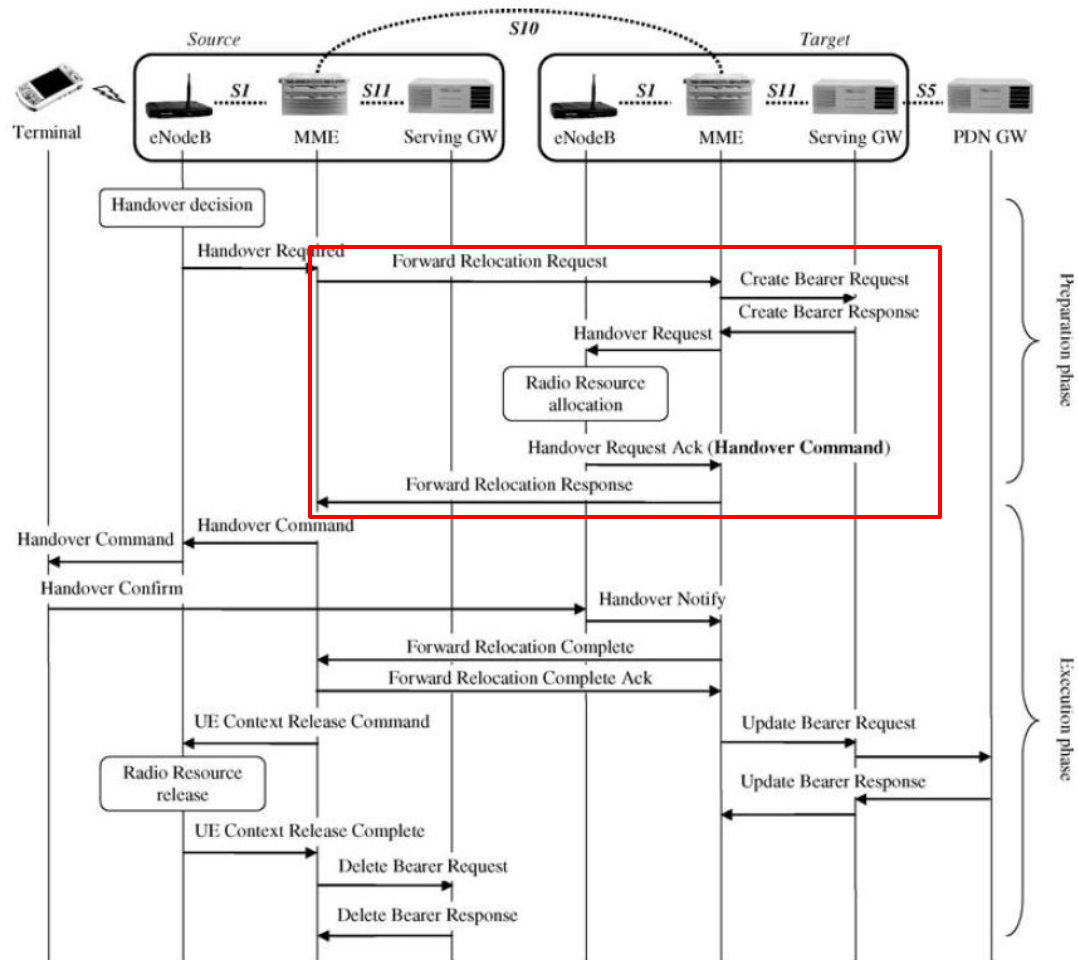 S10
Source
Target
S1
S11
S1
S11
S5
Terminal
eNodeB
MME
Serving GW
eNodeB
MME
Serving GW
PDN GW
Handover decision
Handover Required
Forward Relocation Request
Create Bearer Request
Create Bearer Response
Handover Request
Radio Resource
allocation
Handover Request Ack (Handover Command)
Forward Relocation Response
Preparation phase
Handover Command
Handover Command
Handover Confirm
Handover Notify
Forward Relocation Complete
Forward Relocation Complete Ack
UE Context Release Command
Update Bearer Request
Radio Resource
release
Update Bearer Response
UE Context Release Complete
Delete Bearer Request
Delete Bearer Response
Execution phase